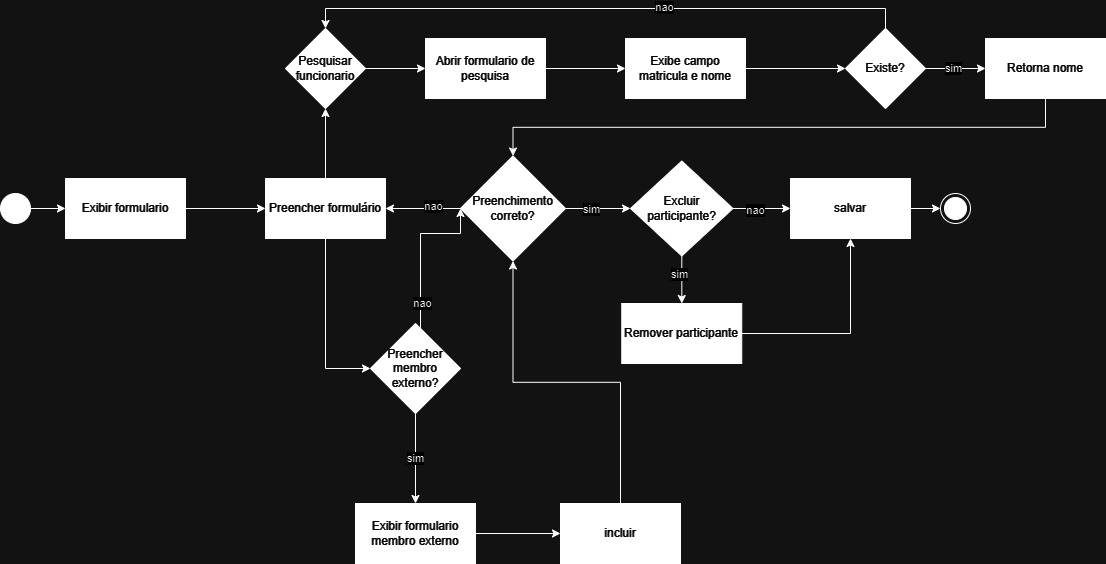 nao
Pesquisar
funcionario
Abrir formulario de
pesquisa
Exibe campo
matricula e nome
Existe?
sim
Retorna nome
Exibir formulario
Preencher formulário
nao
Preenchimento
correto?
sim
Excluir
participante?
nao
salvar
sim
nao
Remover participante
Preencher
membro
externo?
sim
Exibir formulario
membro externo
incluir